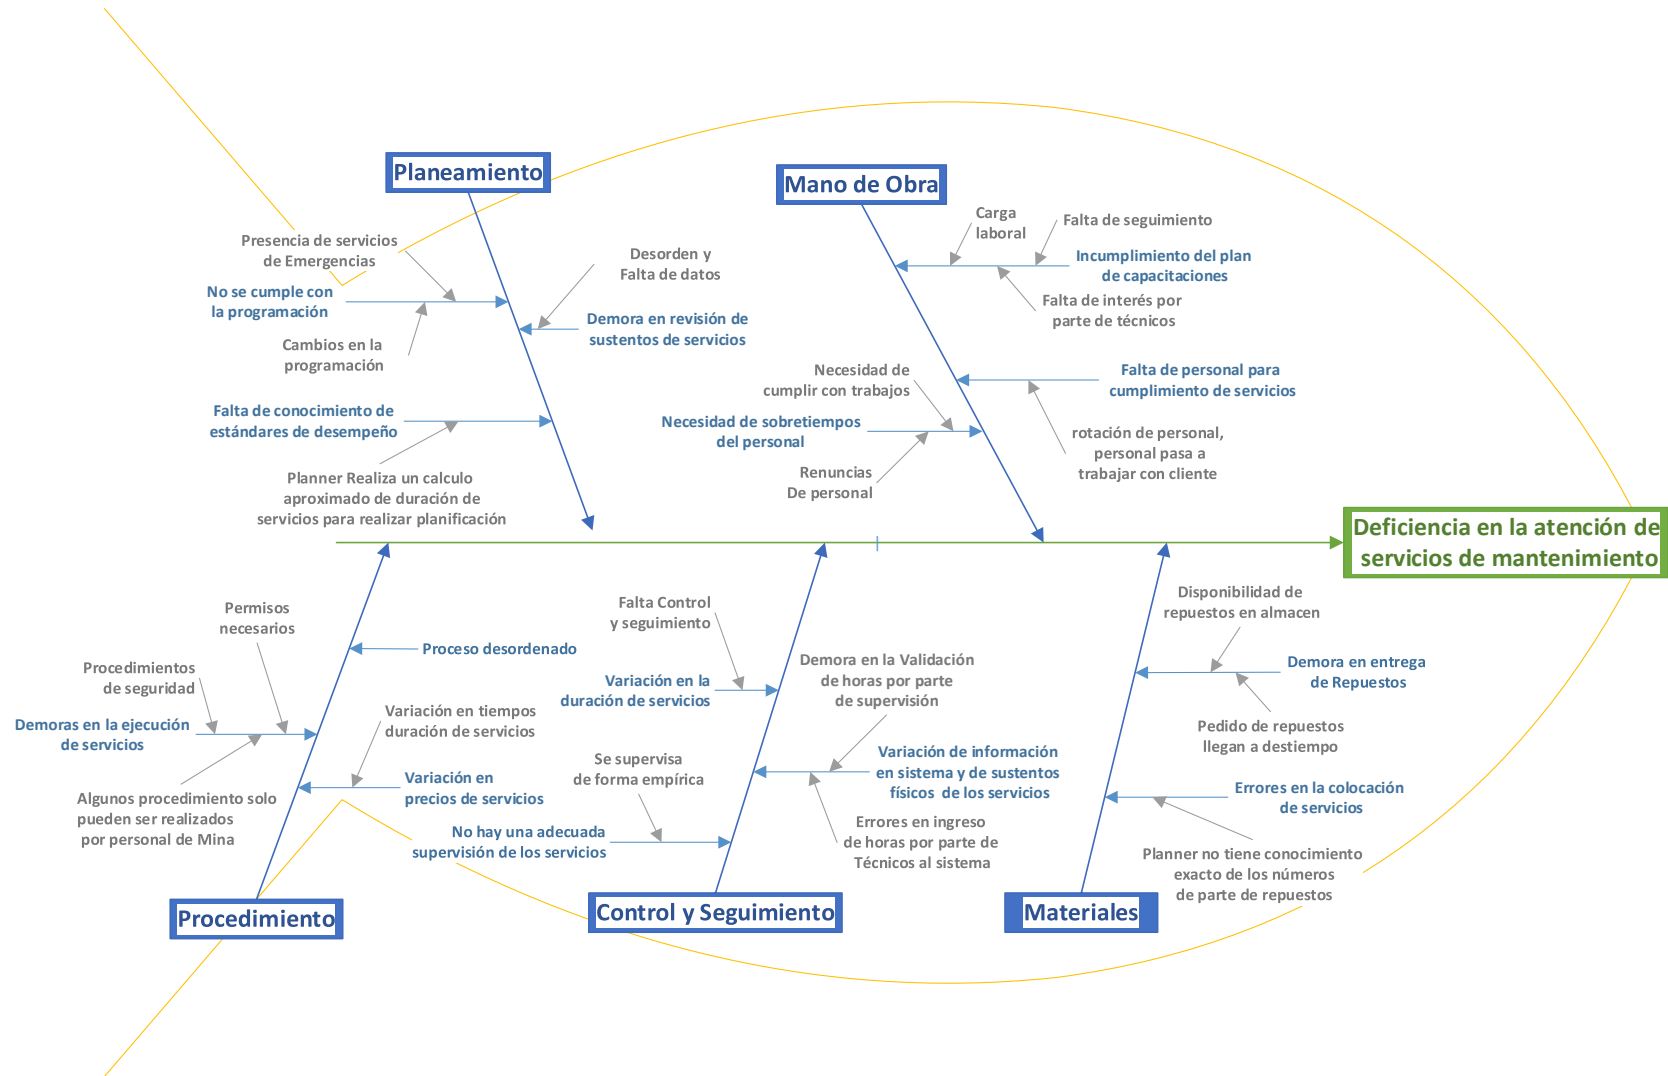 Planeamiento
Presencia de servicios
de Emergencias
No se cumple con
la programación
Cambios en la
programación
Desorden y
Falta de datos
Demora en revisión de
sustentos de servicios
Falta de conocimiento de
estándares de desempeño
Planner Realiza un calculo
aproximado de duración de
servicios para realizar planificación
Mano de Obra
Carga
laboral
Falta de seguimiento
Incumplimiento del plan
de capacitaciones
Falta de interés por
parte de técnicos
Necesidad de
cumplir con trabajos
Necesidad de sobretiempos
del personal
Renuncias
De personal
Falta de personal para
cumplimiento de servicios
rotación de personal,
personal pasa a
trabajar con cliente
Deficiencia en la atención de
servicios de mantenimiento
Permisos
necesarios
Procedimientos
de seguridad
Demoras en la ejecución
de servicios
Algunos procedimiento solo
pueden ser realizados
por personal de Mina
Proceso desordenado
Variación en tiempos
duración de servicios
Variación en
precios de servicios
Procedimiento
Falta Control
y seguimiento
Variación en la
duración de servicios
Se supervisa
de forma empírica
No hay una adecuada
supervisión de los servicios
Demora en la Validación
de horas por parte
de supervisión
Variación de información
en sistema y de sustentos
físicos de los servicios
Errores en ingreso
de horas por parte de
Técnicos al sistema
Control y Seguimiento
Disponibilidad de
repuestos en almacen
Demora en entrega
de Repuestos
Pedido de repuestos
llegan a destiempo
Errores en la colocación
de servicios
Planner no tiene conocimiento
exacto de los números
de parte de repuestos
Materiales